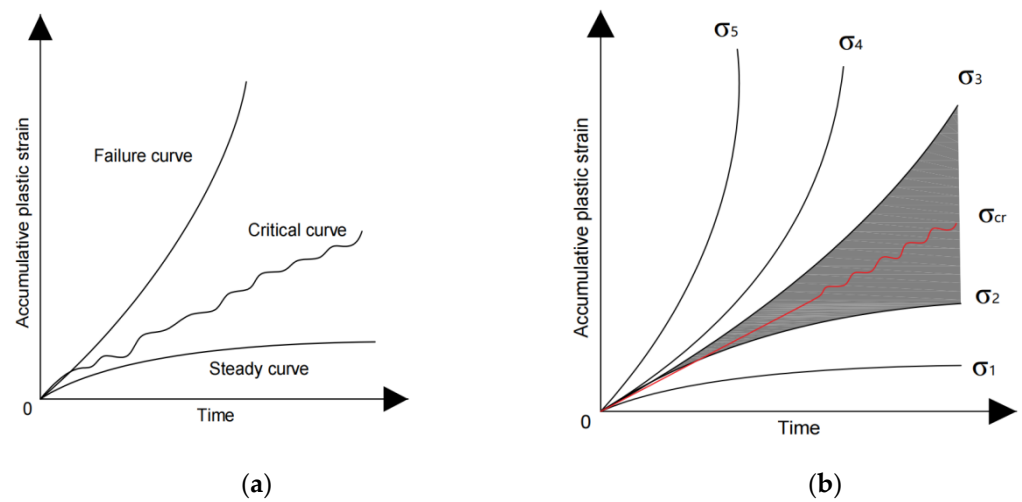 Accumulative plastic strain
Failure curve
Critical curve
Steady curve
0
Time
(a)
Accumulative plastic strain
σ5
σ4
σ3
σcr
σ2
σ1
0
Time
(b)